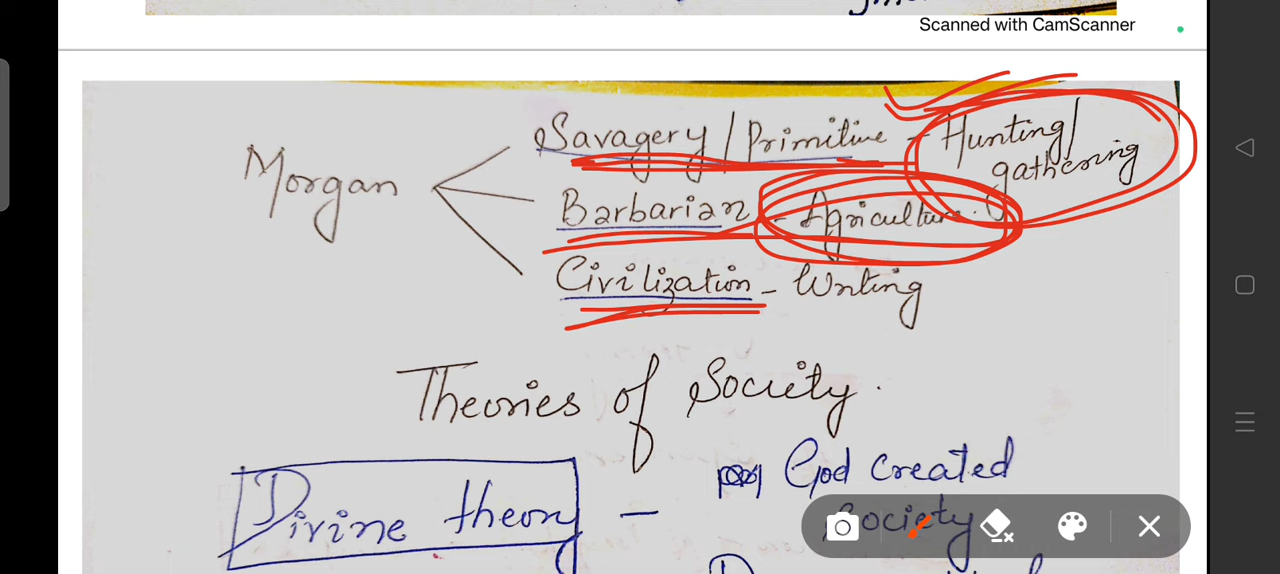 Scanned with CamScanner
Morgan
Savagery / Primitive - Hunting/
gathering
Barbarian - Agriculture.
Civilization - Writing
Theories of Society.
Divine theory - God created
Society